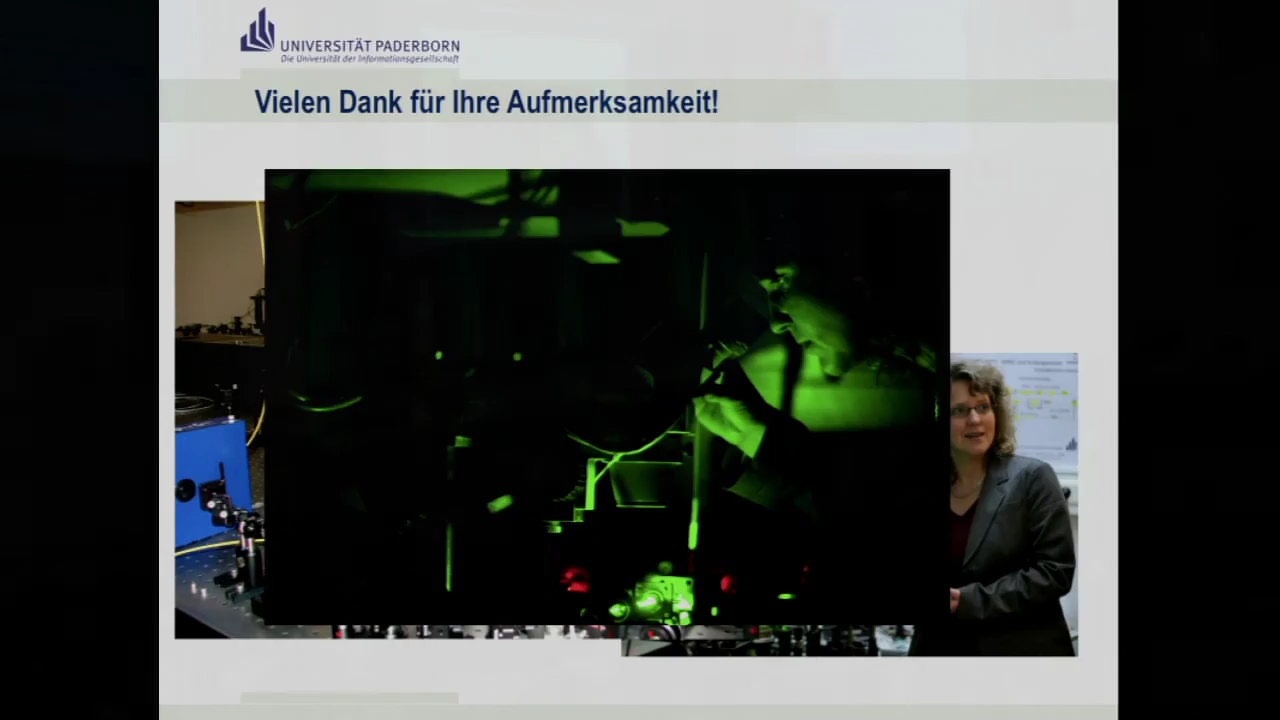 UNIVERSITÄT PADERBORN
Die Universität der Informationsgesellschaft
Vielen Dank für Ihre Aufmerksamkeit!